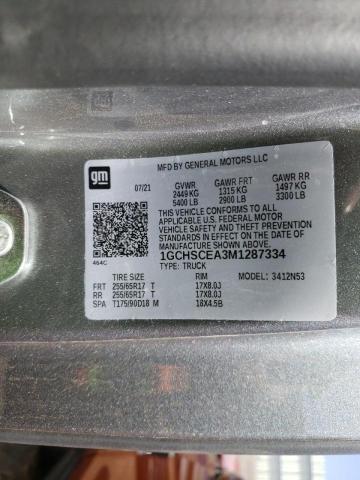 gm
MFD BY GENERAL MOTORS LLC
07/21 GVWR GAWR FRT GAWR RR
2449 KG 1315 KG 1497 KG
5400 LB 2900 LB 3300 LB
THIS VEHICLE CONFORMS TO ALL
APPLICABLE U.S. FEDERAL MOTOR
VEHICLE SAFETY AND THEFT PREVENTION
STANDARDS IN EFFECT ON THE DATE OF
MANUFACTURE SHOWN ABOVE.
464C 1GCHSCEA3M1287334
TYPE: TRUCK
TIRE SIZE RIM MODEL: 3412N53
FRT 255/65R17 T 17X8.0J
RR 255/65R17 T 17X8.0J
SPA T175/90D18 M 18X4.5B